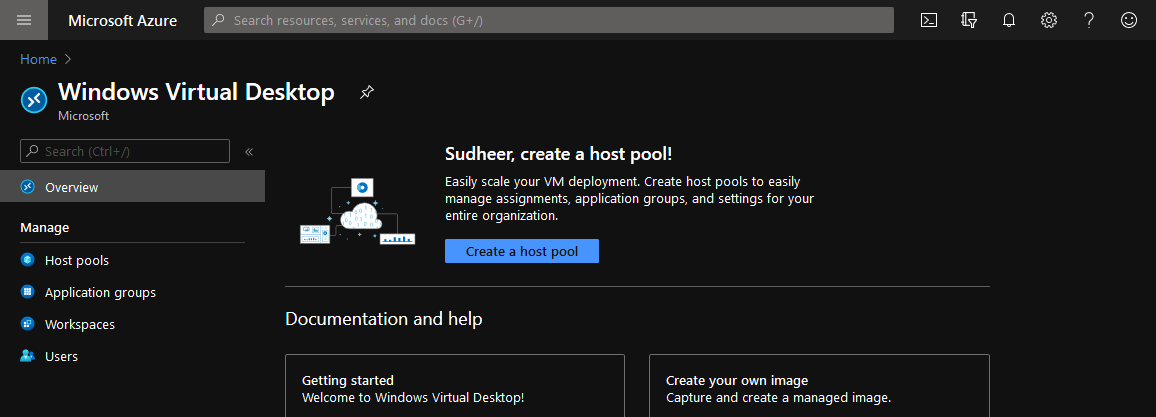 Microsoft Azure
Search resources, services, and docs (G+/)
Home
Windows Virtual Desktop
Microsoft
Search (Ctrl+/)
Overview
Manage
Host pools
Application groups
Workspaces
Users
Sudheer, create a host pool!
Easily scale your VM deployment. Create host pools to easily
manage assignments, application groups, and settings for your
entire organization.
Create a host pool
Documentation and help
Getting started
Welcome to Windows Virtual Desktop!
Create your own image
Capture and create a managed image.